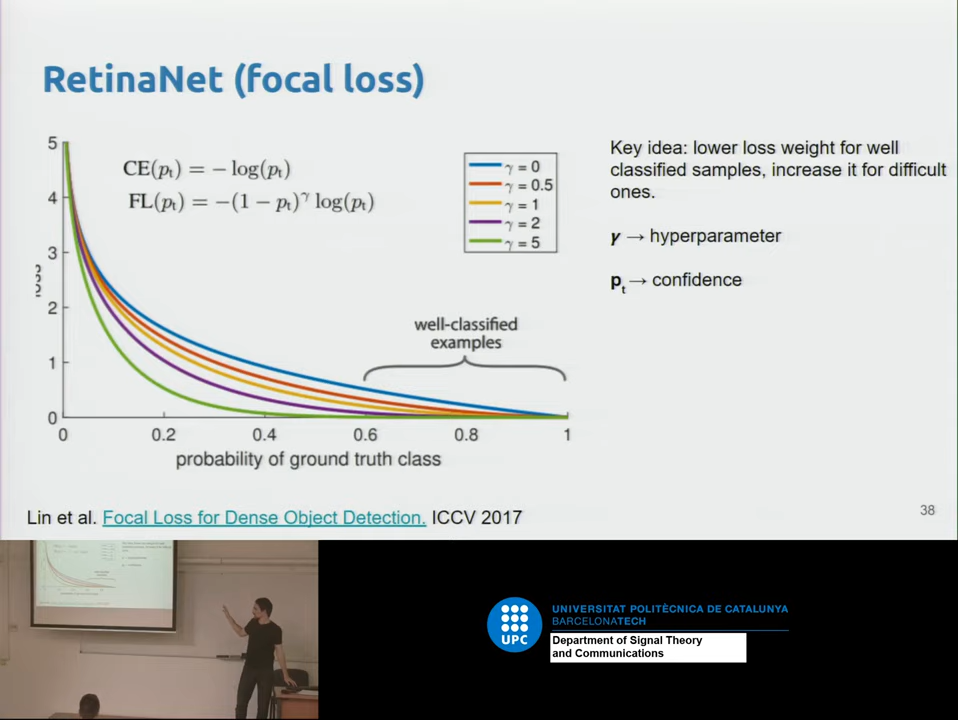 RetinaNet (focal loss)
5
4
3
2
1
0
loss
CE(pt) = − log(pt)
FL(pt) = −(1 − pt)^γ log(pt)
γ = 0
γ = 0.5
γ = 1
γ = 2
γ = 5
well-classified
examples
0 0.2 0.4 0.6 0.8 1
probability of ground truth class
Key idea: lower loss weight for well
classified samples, increase it for difficult
ones.
γ → hyperparameter
pt → confidence
Lin et al. Focal Loss for Dense Object Detection. ICCV 2017
38
UPC
UNIVERSITAT POLITÈCNICA DE CATALUNYA
BARCELONATECH
Department of Signal Theory
and Communications